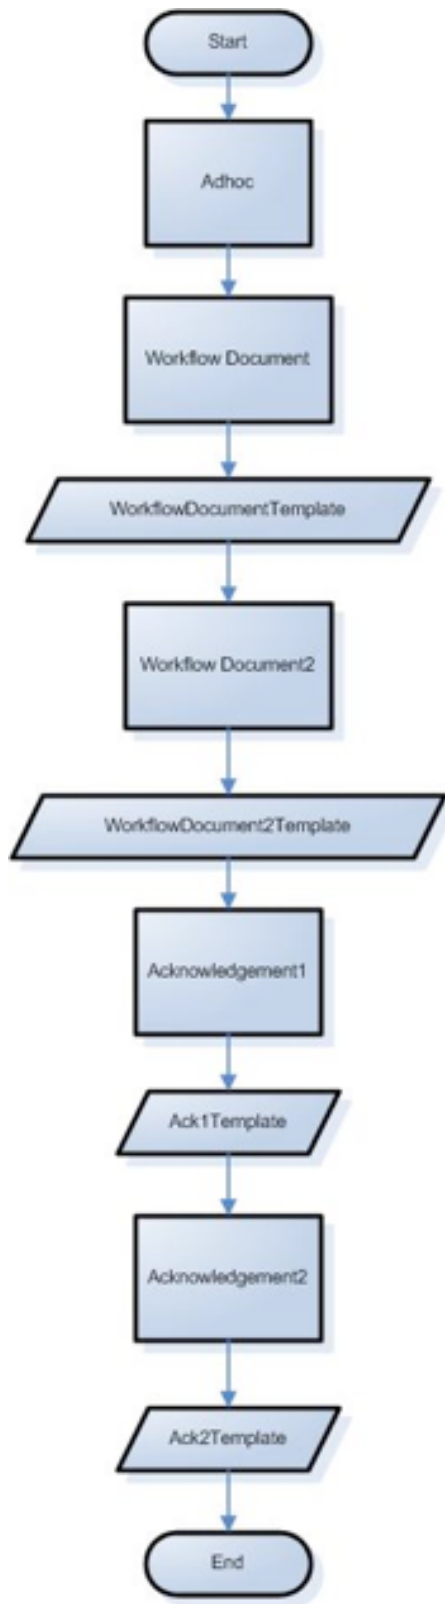 Start
Adhoc
Workflow Document
WorkflowDocumentTemplate
Workflow Document2
WorkflowDocument2Template
Acknowledgement1
Ack1Template
Acknowledgement2
Ack2Template
End